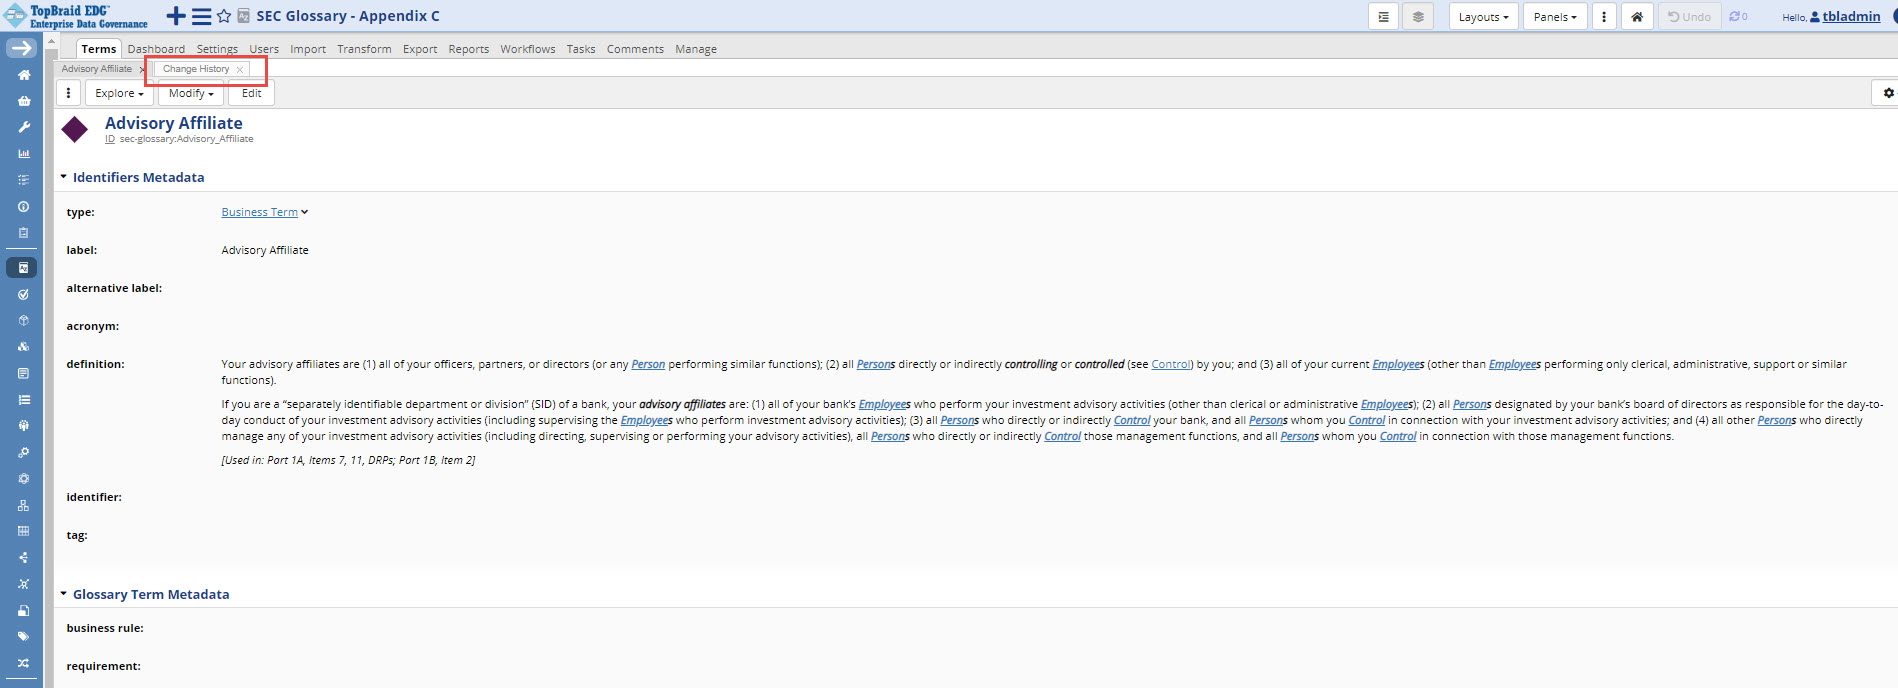 TopBraid EDG™
Enterprise Data Governance
SEC Glossary - Appendix C
Layouts
Panels
Undo
0
Hello, tbladmin
Terms Dashboard Settings Users Import Transform Export Reports Workflows Tasks Comments Manage
Advisory Affiliate × Change History ×
Explore Modify Edit
Advisory Affiliate
ID sec-glossary:Advisory_Affiliate
Identifiers Metadata
type: Business Term
label: Advisory Affiliate
alternative label:
acronym:
definition: Your advisory affiliates are (1) all of your officers, partners, or directors (or any Person performing similar functions); (2) all Persons directly or indirectly controlling or controlled (see Control) by you; and (3) all of your current Employees (other than Employees performing only clerical, administrative, support or similar
functions).
If you are a “separately identifiable department or division” (SID) of a bank, your advisory affiliates are: (1) all of your bank’s Employees who perform your investment advisory activities (other than clerical or administrative Employees); (2) all Persons designated by your bank’s board of directors as responsible for the day-to-
day conduct of your investment advisory activities (including supervising the Employees who perform investment advisory activities); (3) all Persons who directly or indirectly Control your bank, and all Persons whom you Control in connection with your investment advisory activities; and (4) all other Persons who directly
manage any of your investment advisory activities (including directing, supervising or performing your advisory activities), all Persons who directly or indirectly Control those management functions, and all Persons whom you Control in connection with those management functions.
[Used in: Part 1A, Items 7, 11, DRPs; Part 1B, Item 2]
identifier:
tag:
Glossary Term Metadata
business rule:
requirement: